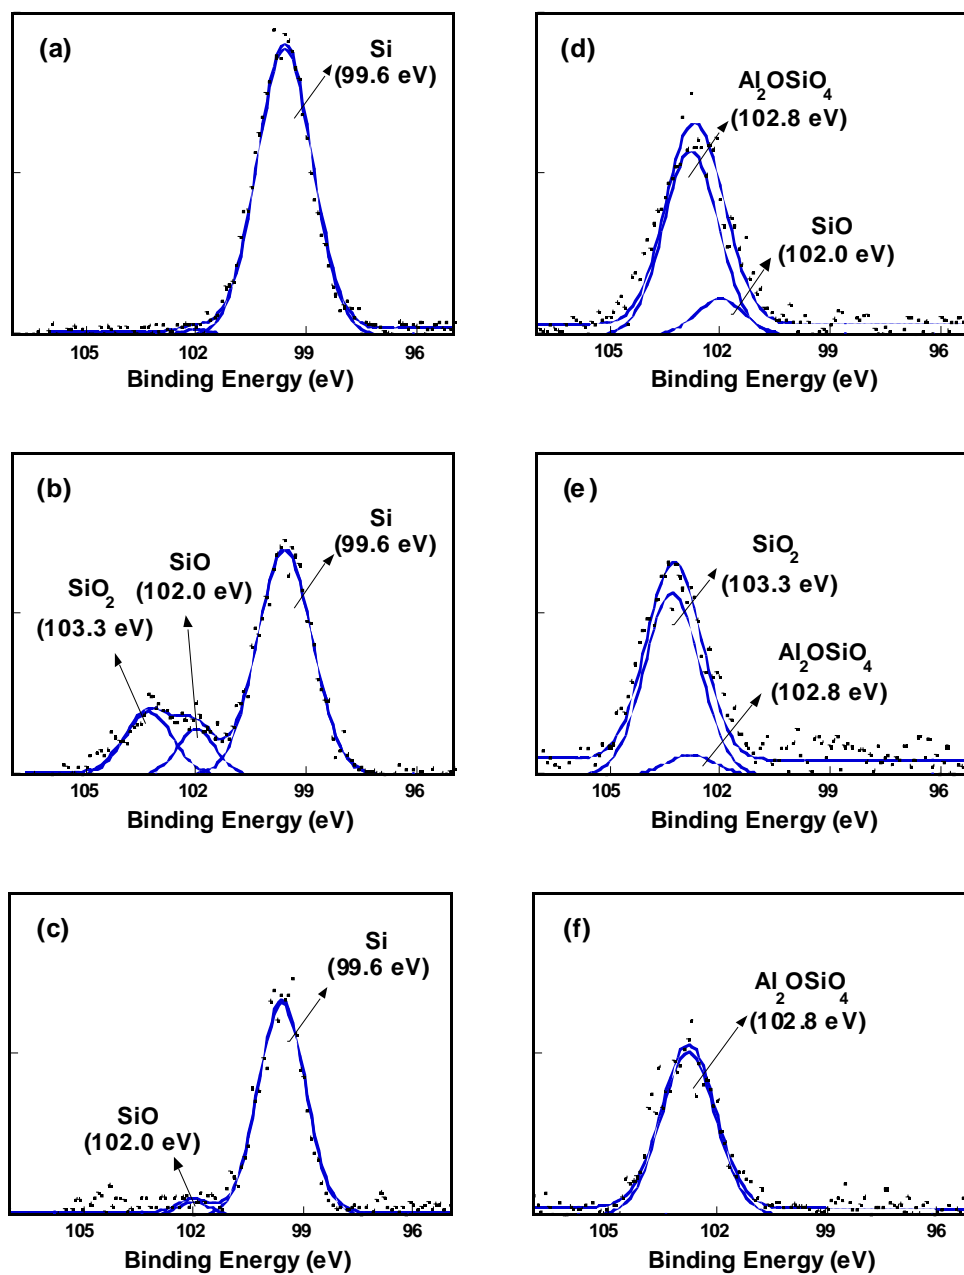 (a)
Si
(99.6 eV)
105 102 99 96
Binding Energy (eV)
(d)
Al2OSiO4
(102.8 eV)
SiO
(102.0 eV)
105 102 99 96
Binding Energy (eV)
(b)
Si
(99.6 eV)
SiO
(102.0 eV)
SiO2
(103.3 eV)
105 102 99 96
Binding Energy (eV)
(e)
SiO2
(103.3 eV)
Al2OSiO4
(102.8 eV)
105 102 99 96
Binding Energy (eV)
(c)
Si
(99.6 eV)
SiO
(102.0 eV)
105 102 99 96
Binding Energy (eV)
(f)
Al2OSiO4
(102.8 eV)
105 102 99 96
Binding Energy (eV)